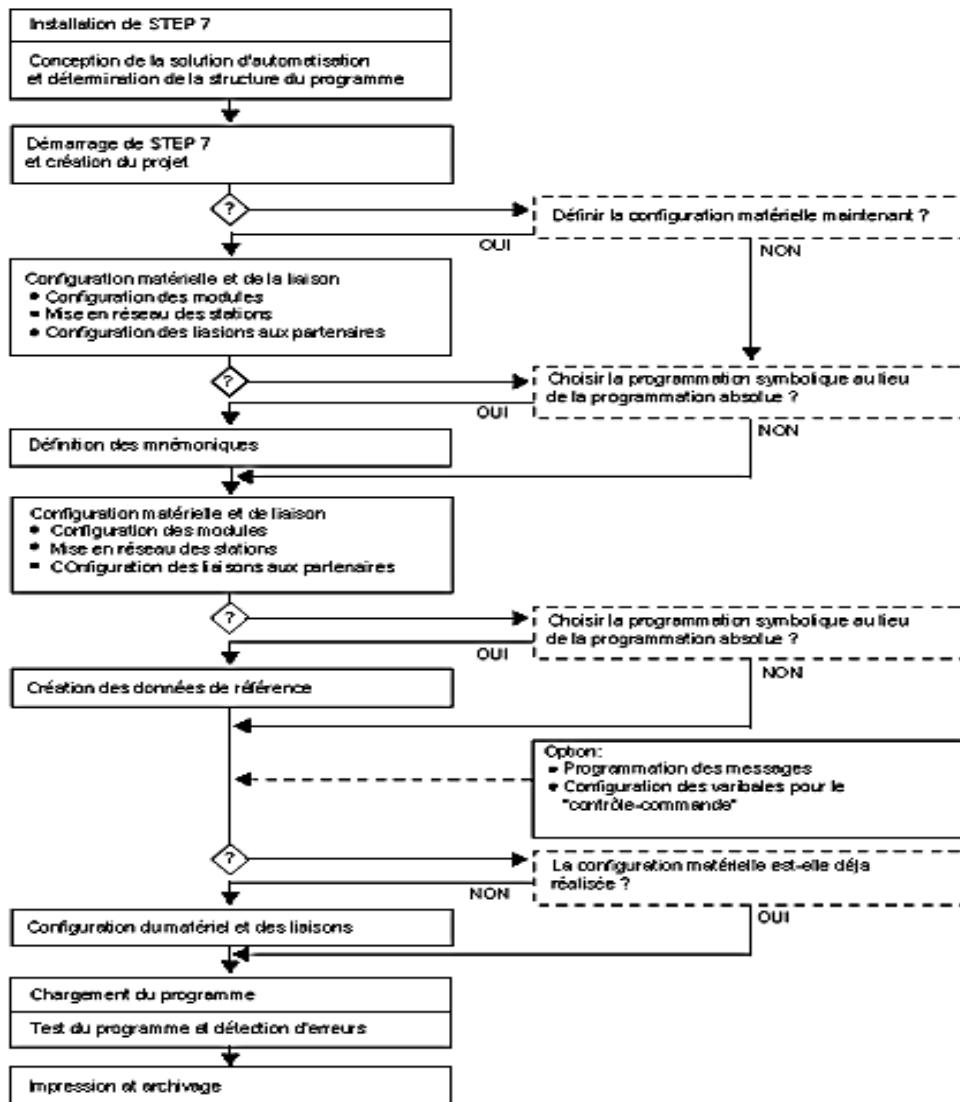 Installation de STEP 7
Conception de la solution d'automatisation
et détermination de la structure du programme
Démarrage de STEP 7
et création du projet
?
Définir la configuration matérielle maintenant ?
OUI
NON
Configuration matérielle et de la liaison
• Configuration des modules
• Mise en réseau des stations
• Configuration des liasions aux partenaires
?
Choisir la programmation symbolique au lieu
de la programmation absolue ?
OUI
NON
Définition des mnémoniques
Configuration matérielle et de liaison
• Configuration des modules
• Mise en réseau des stations
• COnfiguration des liaisons aux partenaires
?
Choisir la programmation symbolique au lieu
de la programmation absolue ?
OUI
NON
Création des données de référence
Option:
• Programmation des messages
• Configuration des varibales pour le
"contrôle-commande"
?
La configuration matérielle est-elle déja
réalisée ?
NON
OUI
Configuration du matériel et des liaisons
Chargement du programme
Test du programme et détection d'erreurs
Impression et archivage